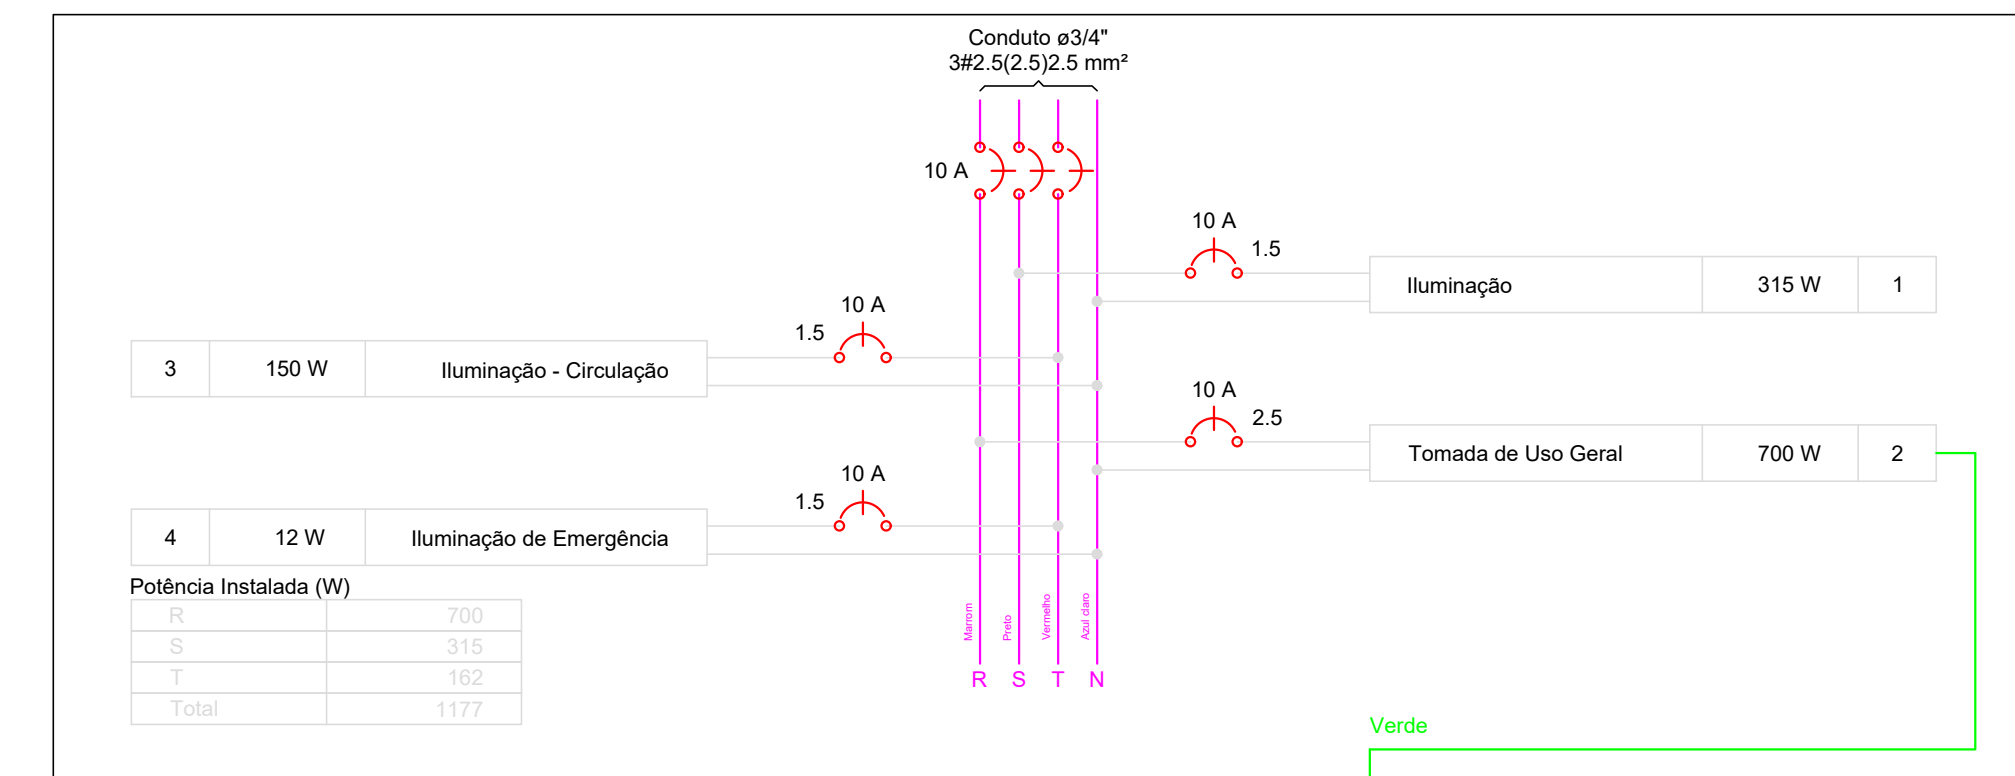 Conduto ø3/4"
3#2.5(2.5)2.5 mm²
10 A
10 A
1.5
Iluminação 315 W 1
10 A
1.5
3 150 W Iluminação - Circulação
10 A
2.5
Tomada de Uso Geral 700 W 2
10 A
1.5
4 12 W Iluminação de Emergência
Potência Instalada (W)
R 700
S 315
T 162
Total 1177
Marrom
Preto
Vermelho
Azul claro
R S T N
Verde